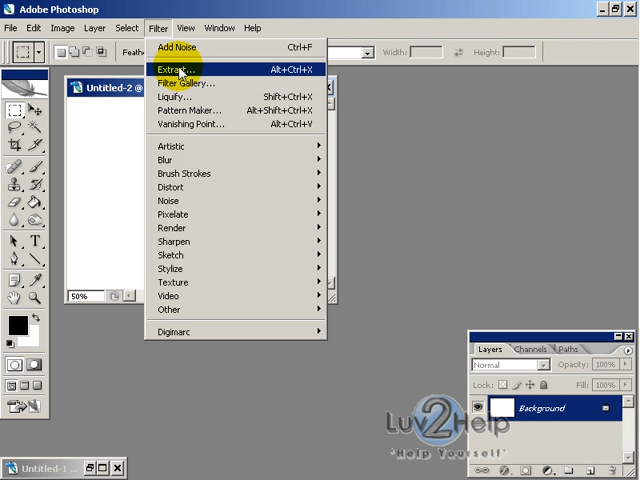 Adobe Photoshop
File Edit Image Layer Select Filter View Window Help
Width: Height:
Add Noise Ctrl+F
Extract... Alt+Ctrl+X
Filter Gallery...
Liquify... Shift+Ctrl+X
Pattern Maker... Alt+Shift+Ctrl+X
Vanishing Point... Alt+Ctrl+V
Artistic
Blur
Brush Strokes
Distort
Noise
Pixelate
Render
Sharpen
Sketch
Stylize
Texture
Video
Other
Digimarc
Untitled-2 @
50%
Layers Channels Paths
Normal Opacity: 100%
Lock: Fill: 100%
Background
Luv2Help
'Help Yourself'
Untitled-1 ...